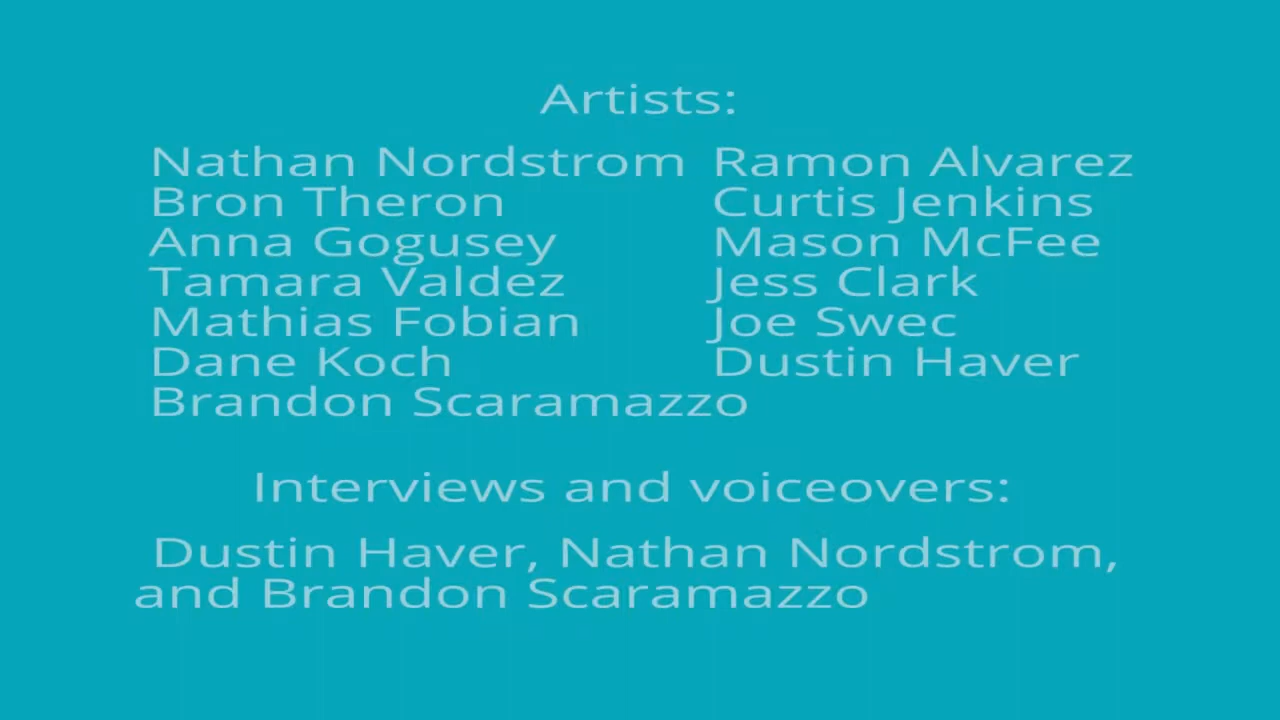 Artists:
Nathan Nordstrom
Bron Theron
Anna Gogusey
Tamara Valdez
Mathias Fobian
Dane Koch
Brandon Scaramazzo
Ramon Alvarez
Curtis Jenkins
Mason McFee
Jess Clark
Joe Swec
Dustin Haver
Interviews and voiceovers:
Dustin Haver, Nathan Nordstrom,
and Brandon Scaramazzo